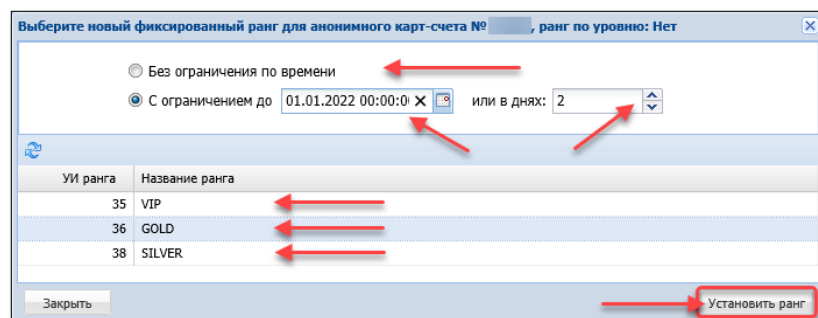 Выберите новый фиксированный ранг для анонимного карт-счета № , ранг по уровню: Нет
Без ограничения по времени
С ограничением до 01.01.2022 00:00:0 или в днях: 2
УИ ранга Название ранга
35 VIP
36 GOLD
38 SILVER
Закрыть Установить ранг